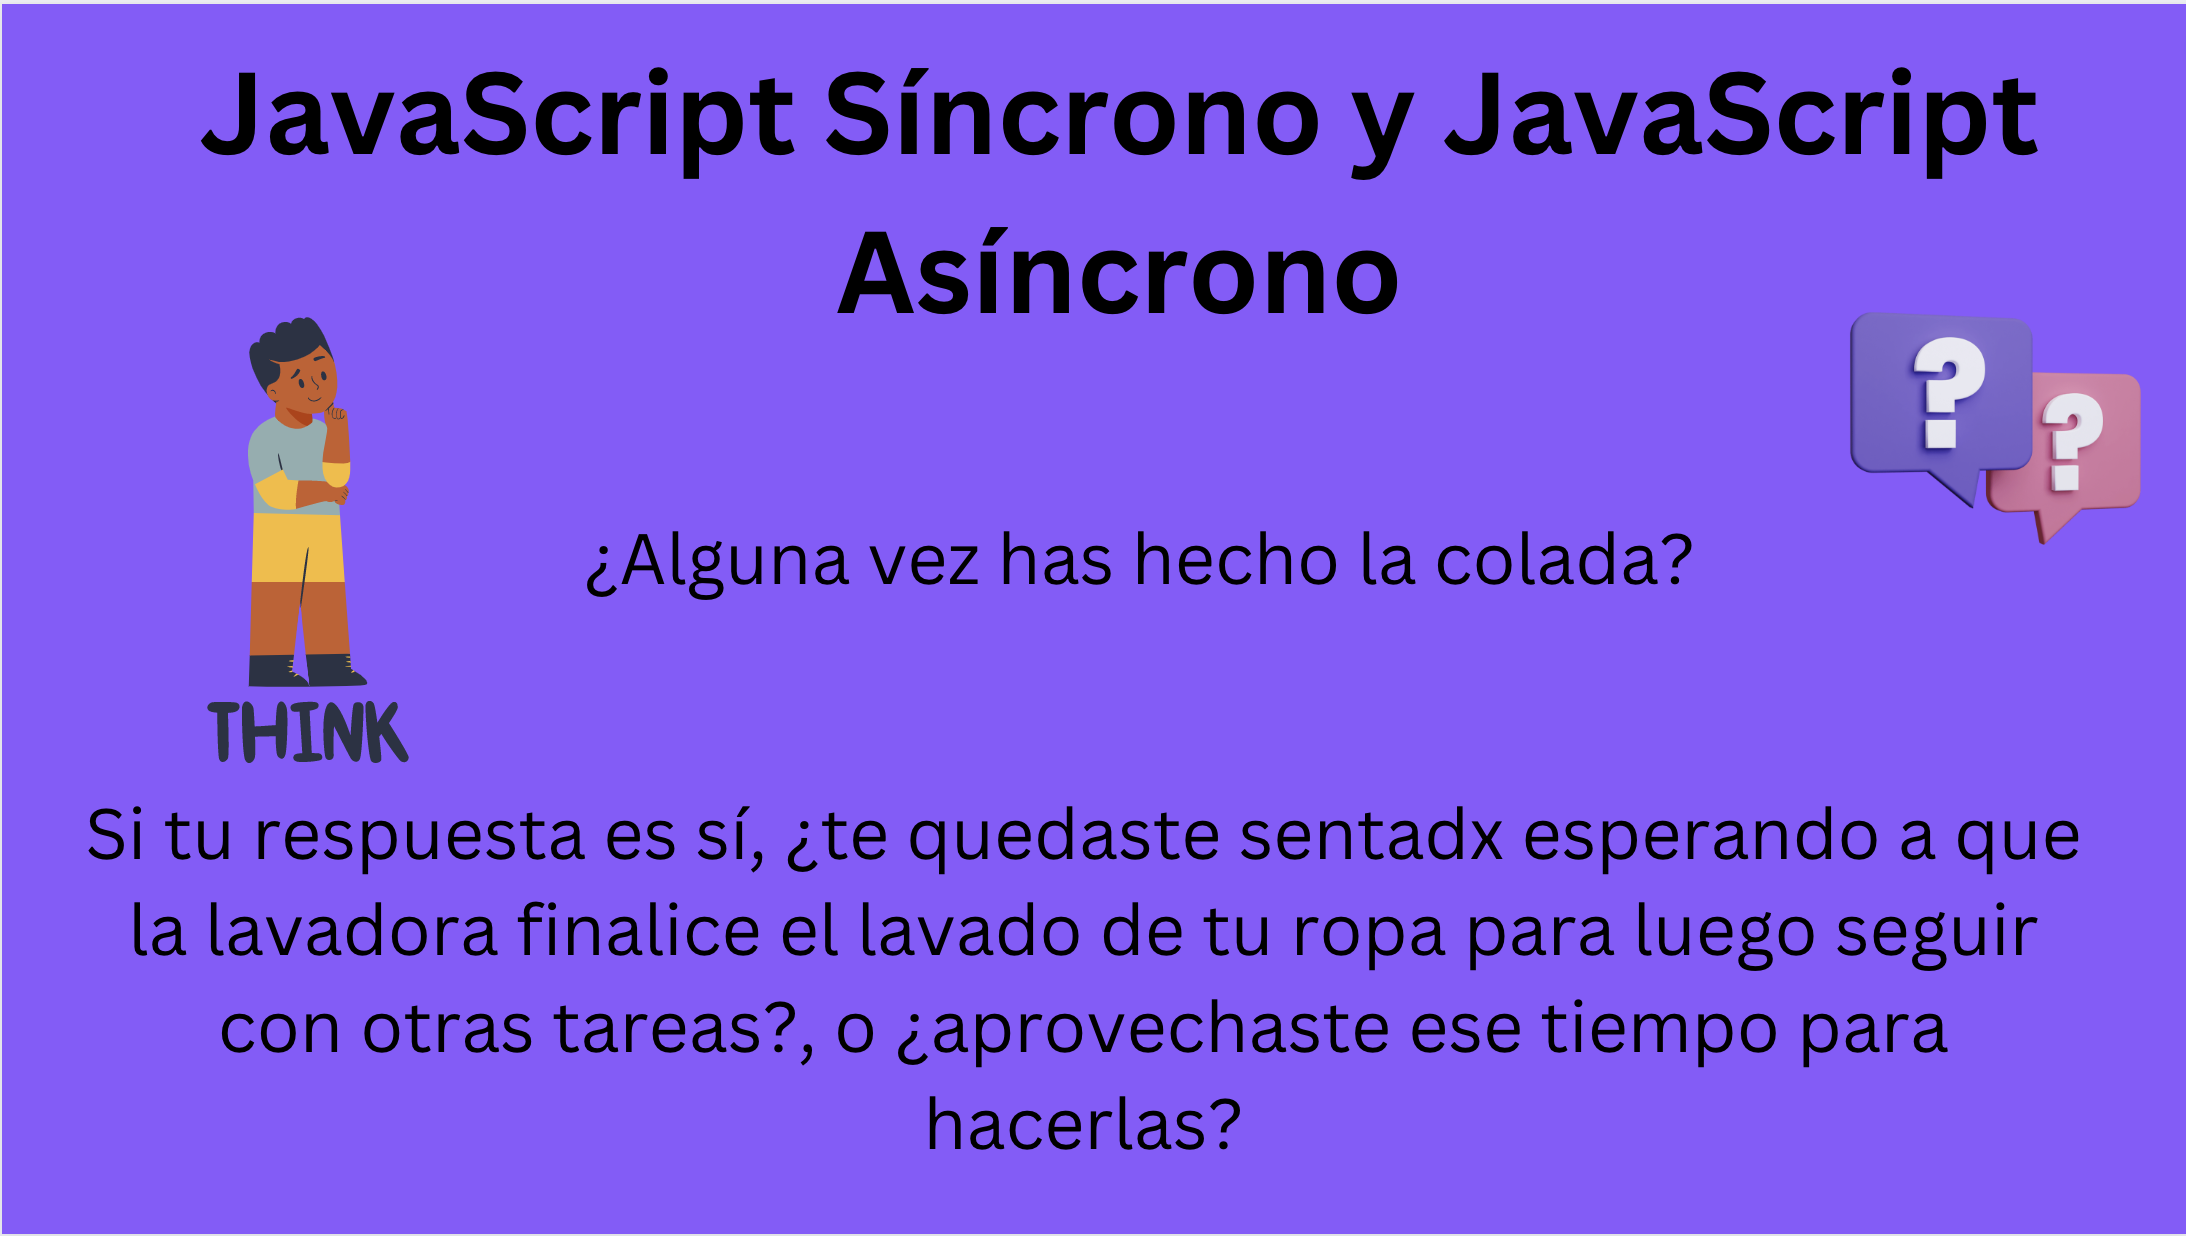 JavaScript Síncrono y JavaScript
Asíncrono
? ?
¿Alguna vez has hecho la colada?
THINK
Si tu respuesta es sí, ¿te quedaste sentadx esperando a que
la lavadora finalice el lavado de tu ropa para luego seguir
con otras tareas?, o ¿aprovechaste ese tiempo para
hacerlas?